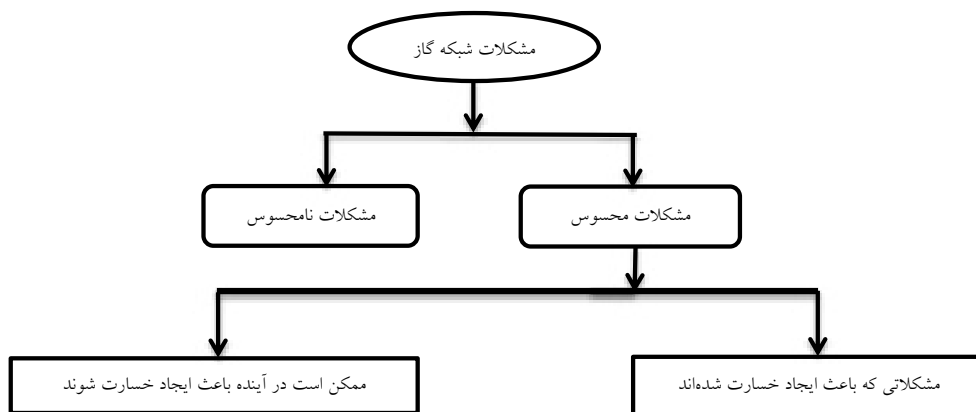 مشکلات شبکه گاز
مشکلات محسوس
مشکلات نامحسوس
مشکلاتی که باعث ایجاد خسارت شده‌اند
ممکن است در آینده باعث ایجاد خسارت شوند